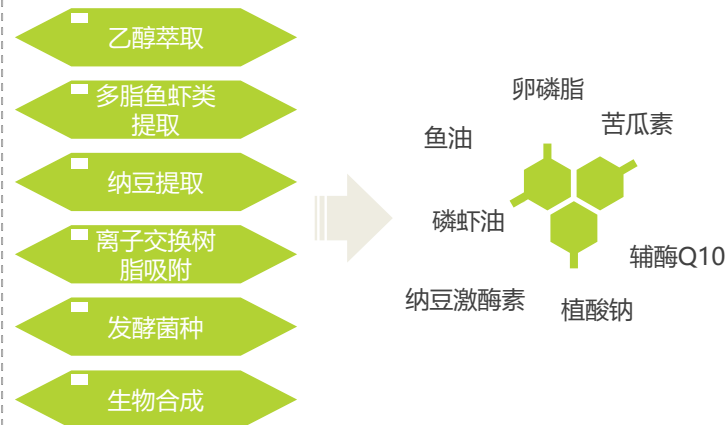 乙醇萃取
多脂鱼虾类
提取
纳豆提取
离子交换树
脂吸附
发酵菌种
生物合成
卵磷脂
苦瓜素
鱼油
磷虾油
辅酶Q10
纳豆激酶素
植酸钠